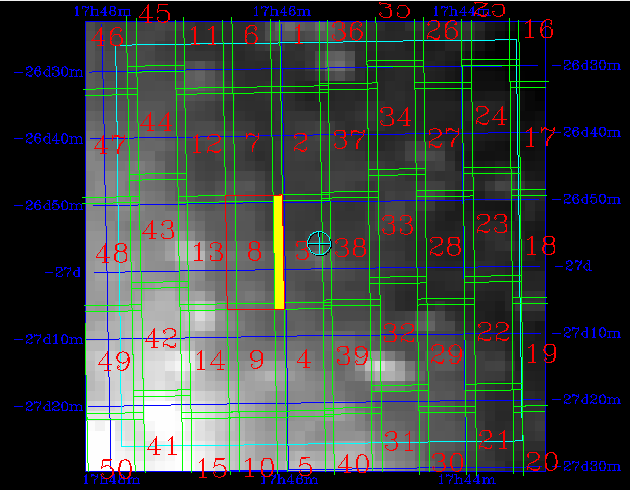 17h48m 45 17h45m 35 17h44m 25
46 11 6 1 36 26 16
-26d30m -26d30m
44 34 24
-26d40m 47 12 7 2 37 27 17 -26d40m
-26d50m -26d50m
43 33 23
48 13 8 38 28 18
-27d -27d
-27d10m 42 32 22 -27d10m
49 14 9 4 39 29 19
-27d20m -27d20m
41 31 21
50 15 10 5 40 30 20 -27d30m
17h46m 17h44m